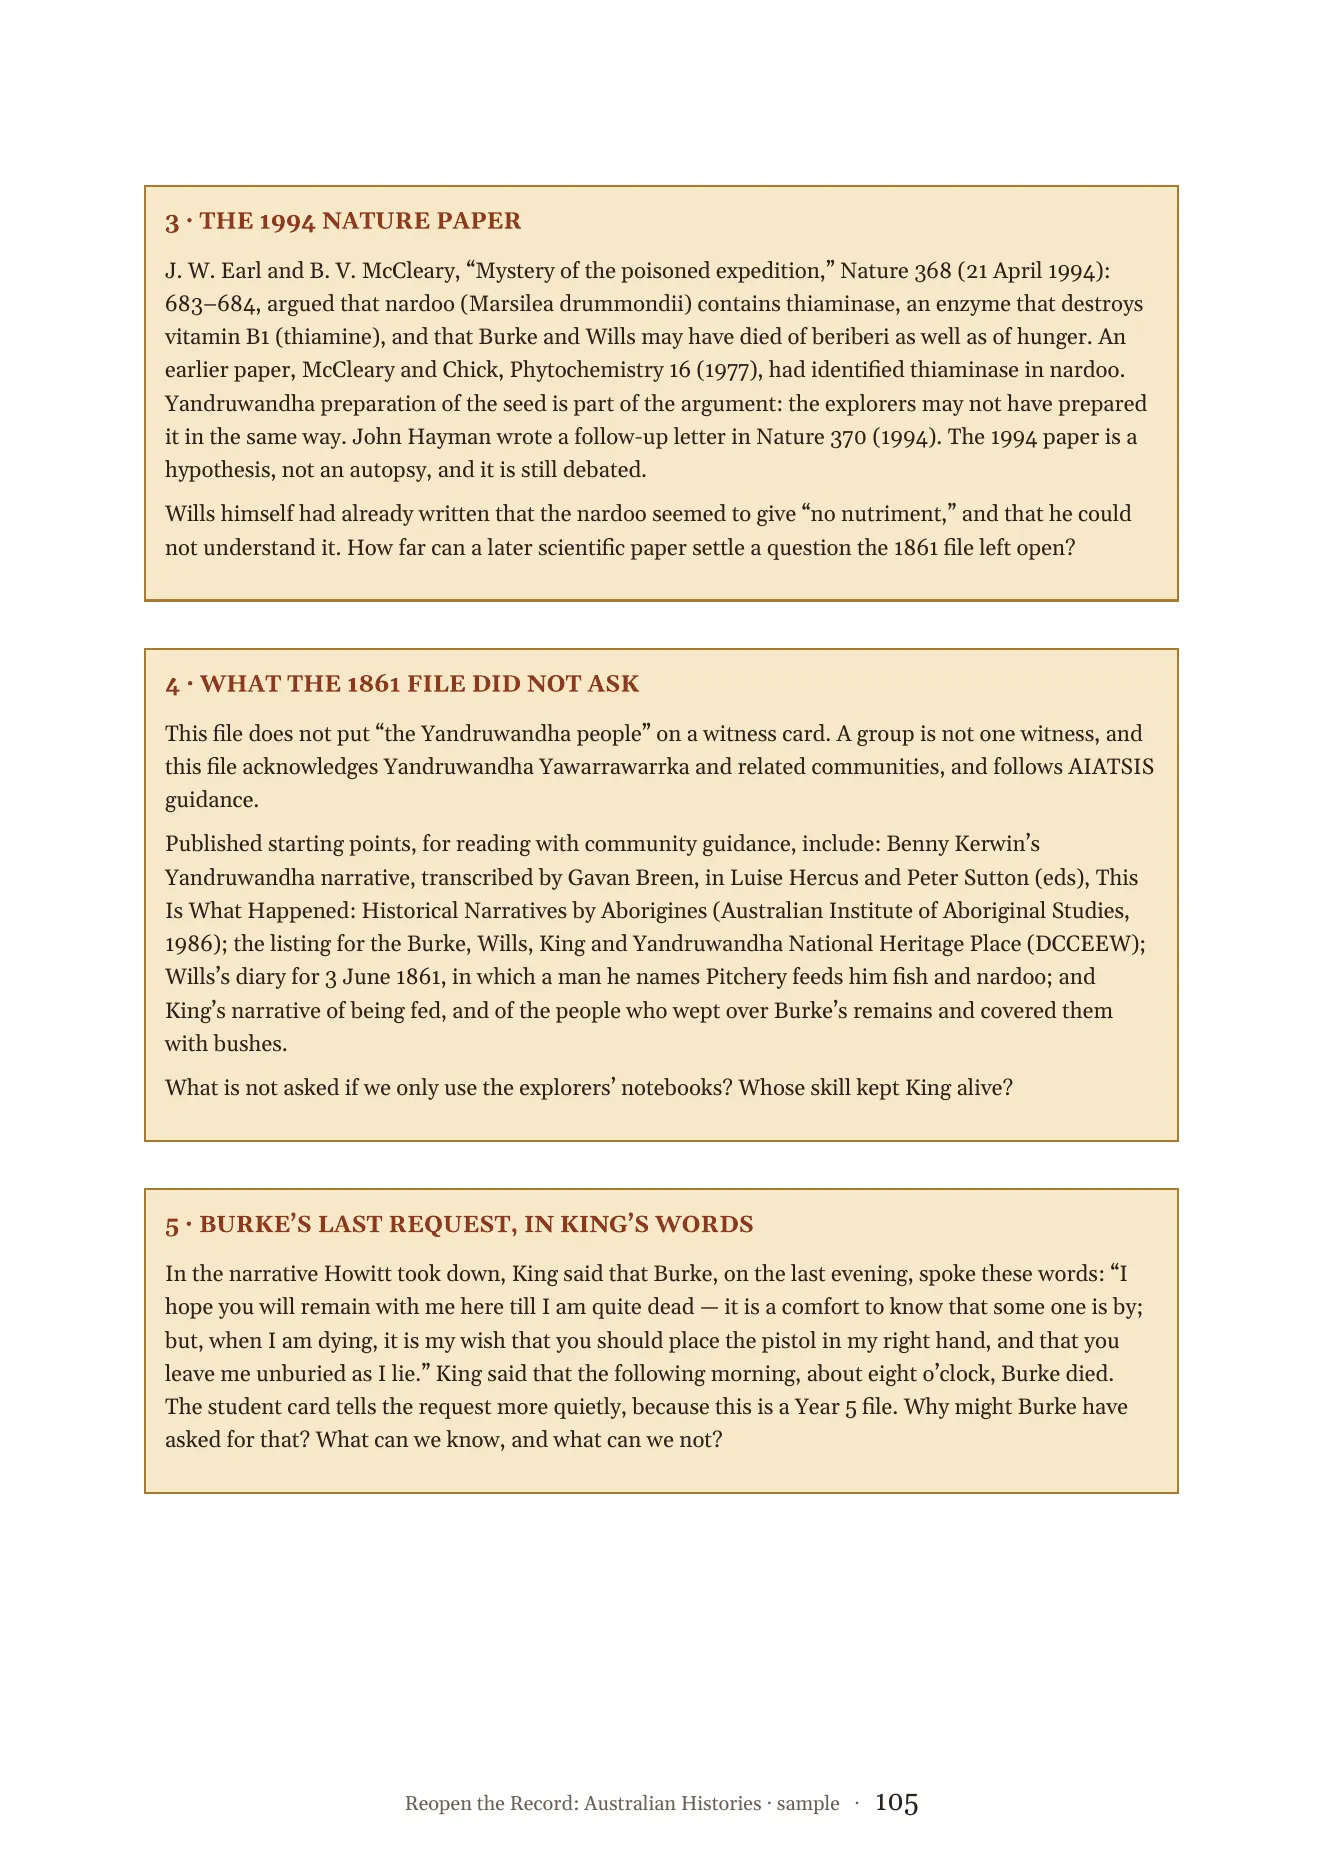 3 · THE 1994 NATURE PAPER
J. W. Earl and B. V. McCleary, “Mystery of the poisoned expedition,” Nature 368 (21 April 1994):
683–684, argued that nardoo (Marsilea drummondii) contains thiaminase, an enzyme that destroys
vitamin B1 (thiamine), and that Burke and Wills may have died of beriberi as well as of hunger. An
earlier paper, McCleary and Chick, Phytochemistry 16 (1977), had identified thiaminase in nardoo.
Yandruwandha preparation of the seed is part of the argument: the explorers may not have prepared
it in the same way. John Hayman wrote a follow-up letter in Nature 370 (1994). The 1994 paper is a
hypothesis, not an autopsy, and it is still debated.
Wills himself had already written that the nardoo seemed to give “no nutriment,” and that he could
not understand it. How far can a later scientific paper settle a question the 1861 file left open?
4 · WHAT THE 1861 FILE DID NOT ASK
This file does not put “the Yandruwandha people” on a witness card. A group is not one witness, and
this file acknowledges Yandruwandha Yawarrawarrka and related communities, and follows AIATSIS
guidance.
Published starting points, for reading with community guidance, include: Benny Kerwin’s
Yandruwandha narrative, transcribed by Gavan Breen, in Luise Hercus and Peter Sutton (eds), This
Is What Happened: Historical Narratives by Aborigines (Australian Institute of Aboriginal Studies,
1986); the listing for the Burke, Wills, King and Yandruwandha National Heritage Place (DCCEEW);
Wills’s diary for 3 June 1861, in which a man he names Pitchery feeds him fish and nardoo; and
King’s narrative of being fed, and of the people who wept over Burke’s remains and covered them
with bushes.
What is not asked if we only use the explorers’ notebooks? Whose skill kept King alive?
5 · BURKE’S LAST REQUEST, IN KING’S WORDS
In the narrative Howitt took down, King said that Burke, on the last evening, spoke these words: “I
hope you will remain with me here till I am quite dead — it is a comfort to know that some one is by;
but, when I am dying, it is my wish that you should place the pistol in my right hand, and that you
leave me unburied as I lie.” King said that the following morning, about eight o’clock, Burke died.
The student card tells the request more quietly, because this is a Year 5 file. Why might Burke have
asked for that? What can we know, and what can we not?
Reopen the Record: Australian Histories · sample · 105